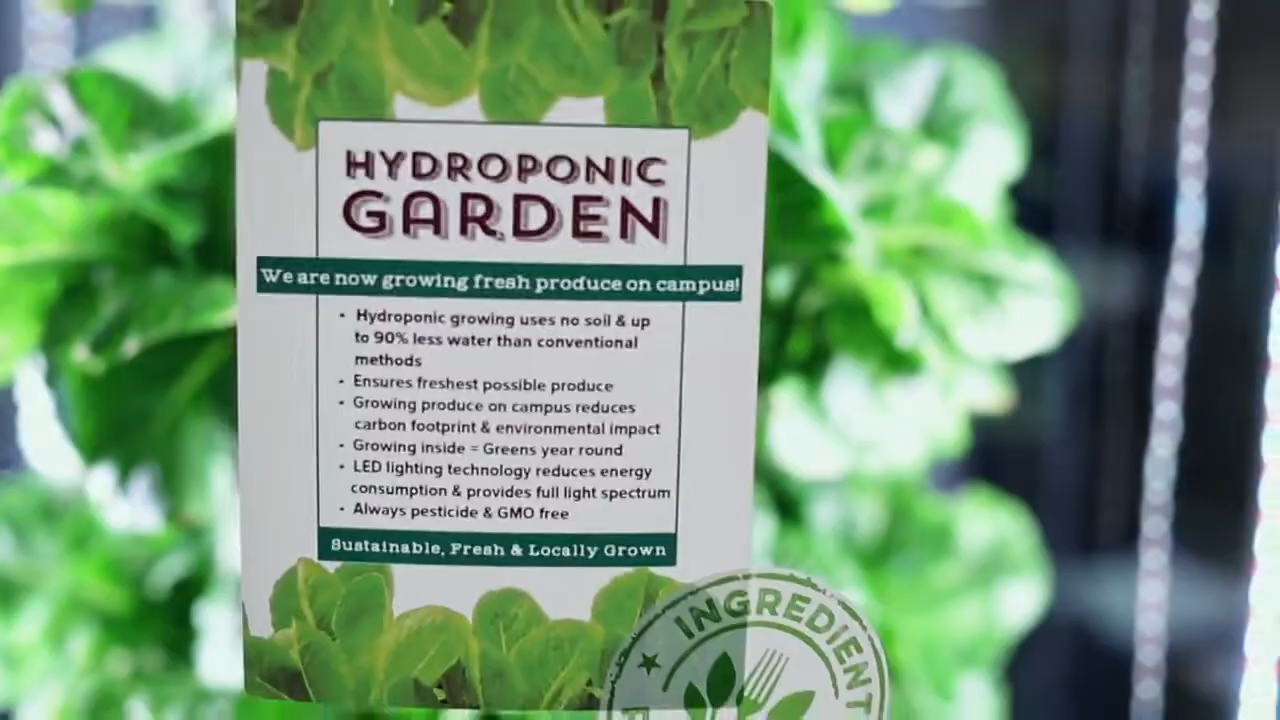 HYDROPONIC
GARDEN
We are now growing fresh produce on campus!
• Hydroponic growing uses no soil & up
to 90% less water than conventional
methods
• Ensures freshest possible produce
• Growing produce on campus reduces
carbon footprint & environmental impact
• Growing inside = Greens year round
• LED lighting technology reduces energy
consumption & provides full light spectrum
• Always pesticide & GMO free
Sustainable, Fresh & Locally Grown
INGREDIENT